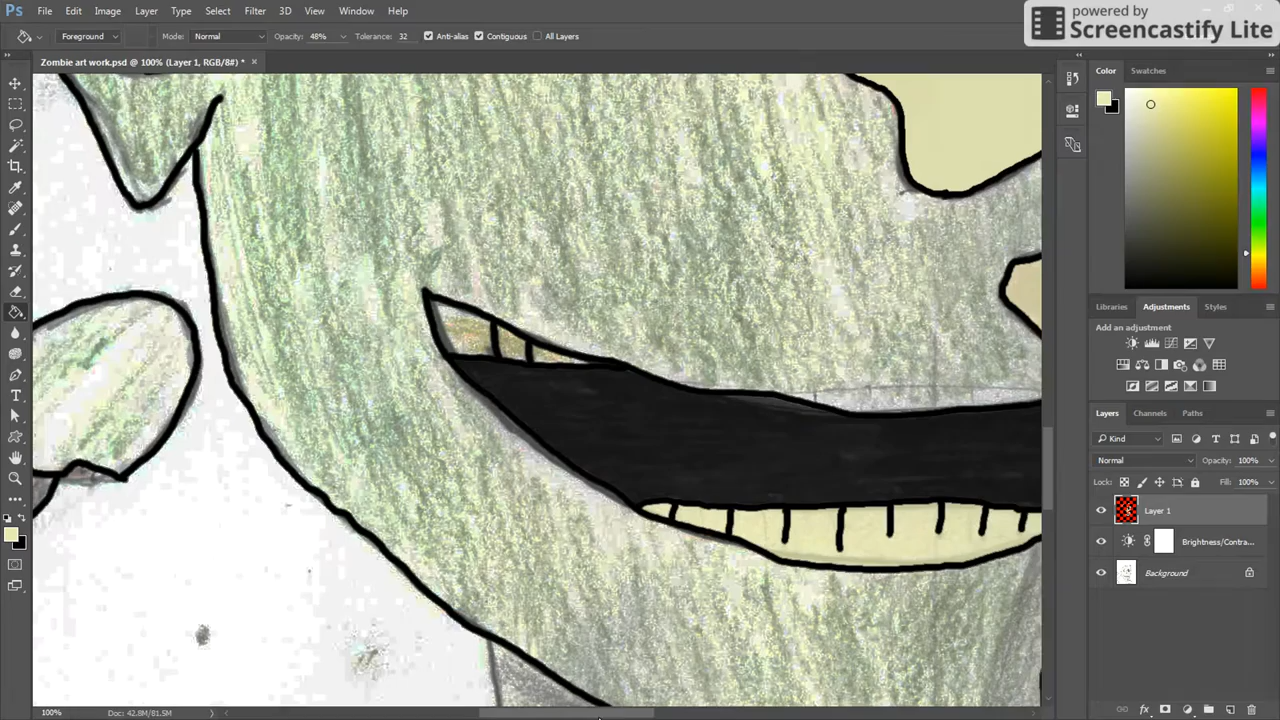 powered by
Screencastify Lite
Ps File Edit Image Layer Type Select Filter 3D View Window Help
Foreground Mode: Normal Opacity: 48% Tolerance: 32 Anti-alias Contiguous All Layers
Zombie art work.psd @ 100% (Layer 1, RGB/8#) * ×
Color Swatches
Libraries Adjustments Styles
Add an adjustment
Layers Channels Paths
Kind
Normal Opacity: 100%
Lock: Fill: 100%
Layer 1
Brightness/Contra...
Background
100% Doc: 42.8M/81.5M